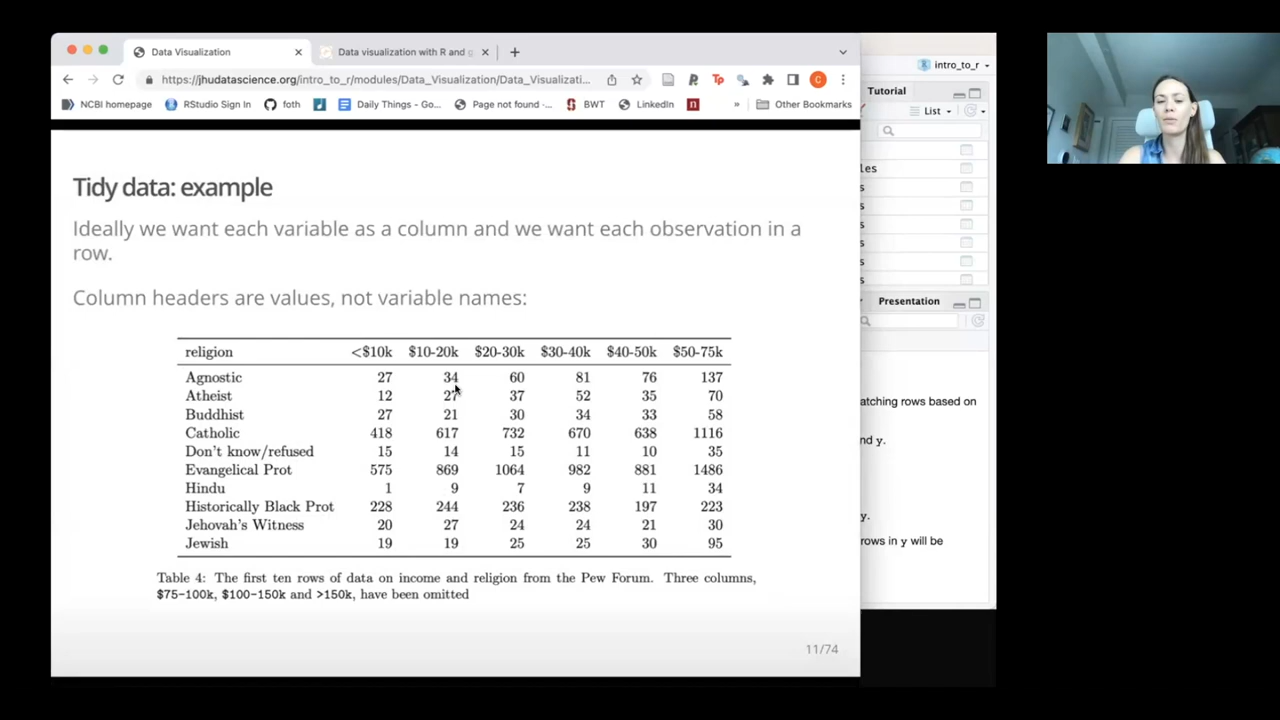 Data Visualization
Data visualization with R and g
https://jhudatascience.org/intro_to_r/modules/Data_Visualization/Data_Visualizati...
NCBI homepage RStudio Sign In foth Daily Things - Go... Page not found -... BWT LinkedIn » Other Bookmarks
intro_to_r
Tutorial
List
les
s
s
s
s
s
Presentation
atching rows based on
nd y.
y.
rows in y will be
Tidy data: example
Ideally we want each variable as a column and we want each observation in a
row.
Column headers are values, not variable names:
religion <$10k $10-20k $20-30k $30-40k $40-50k $50-75k
Agnostic 27 34 60 81 76 137
Atheist 12 27 37 52 35 70
Buddhist 27 21 30 34 33 58
Catholic 418 617 732 670 638 1116
Don't know/refused 15 14 15 11 10 35
Evangelical Prot 575 869 1064 982 881 1486
Hindu 1 9 7 9 11 34
Historically Black Prot 228 244 236 238 197 223
Jehovah's Witness 20 27 24 24 21 30
Jewish 19 19 25 25 30 95
Table 4: The first ten rows of data on income and religion from the Pew Forum. Three columns,
$75-100k, $100-150k and >150k, have been omitted
11/74